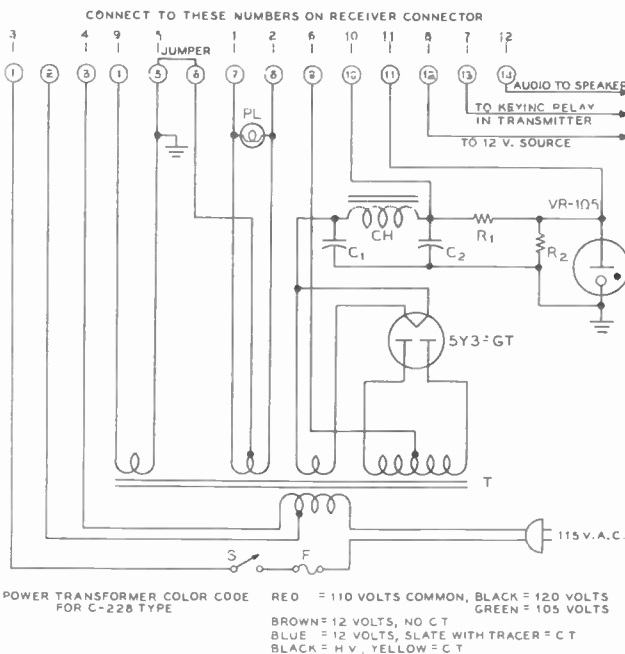 CONNECT TO THESE NUMBERS ON RECEIVER CONNECTOR
3 4 9 5 1 2 6 10 11 8 7 12
JUMPER
1 2 3 4 5 6 7 8 9 10 11 12 13 14
AUDIO TO SPEAKER
TO KEYING RELAY
IN TRANSMITTER
TO 12 V. SOURCE
PL
VR-105
CH
R1
R2
C1
C2
5Y3-GT
T
S
F
115 V. A.C.
POWER TRANSFORMER COLOR CODE
FOR C-228 TYPE
RED = 110 VOLTS COMMON, BLACK = 120 VOLTS
GREEN = 105 VOLTS
BROWN = 12 VOLTS, NO CT
BLUE = 12 VOLTS, SLATE WITH TRACER = CT
BLACK = H V, YELLOW = CT